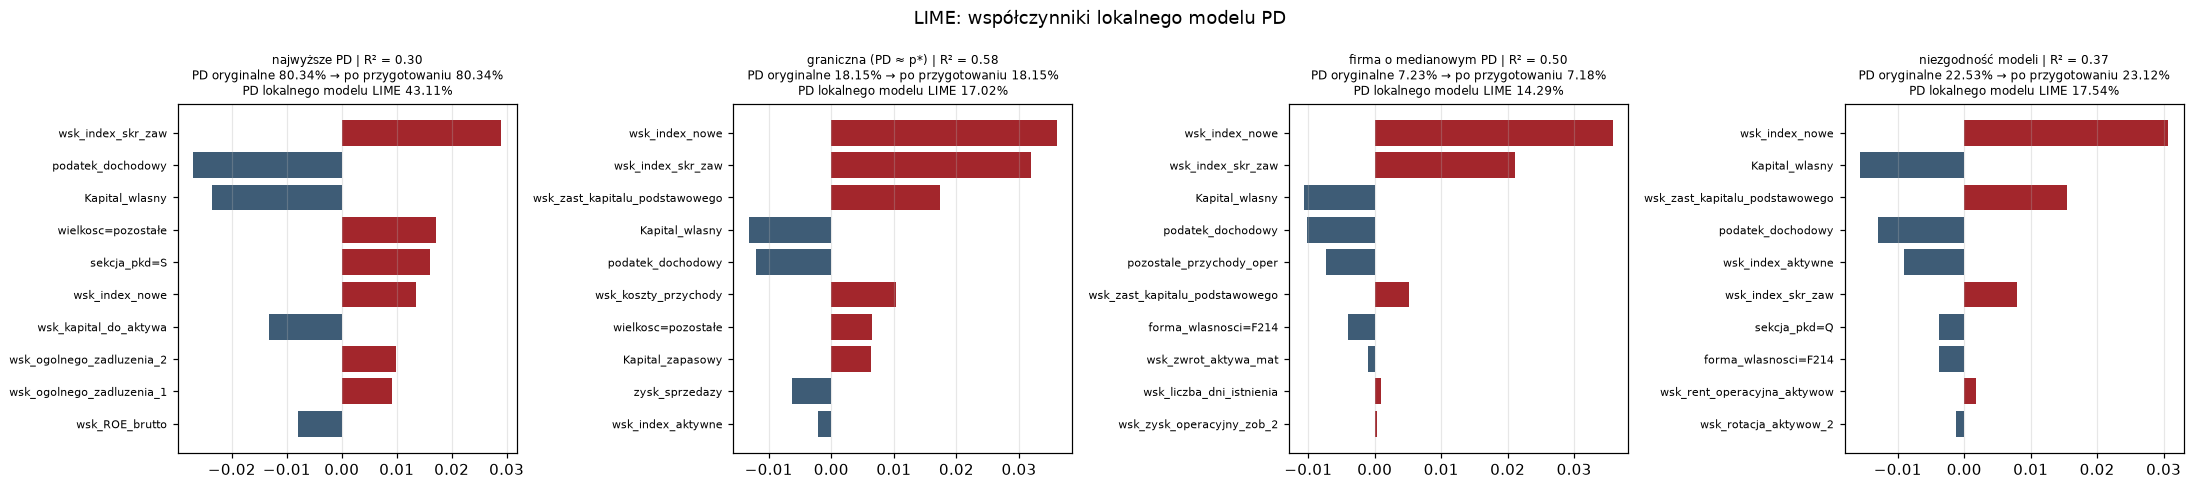 LIME: współczynniki lokalnego modelu PD
najwyższe PD | R² = 0.30
PD oryginalne 80.34% → po przygotowaniu 80.34%
PD lokalnego modelu LIME 43.11%
wsk_index_skr_zaw
podatek_dochodowy
Kapital_wlasny
wielkosc=pozostałe
sekcja_pkd=S
wsk_index_nowe
wsk_kapital_do_aktywa
wsk_ogolnego_zadluzenia_2
wsk_ogolnego_zadluzenia_1
wsk_ROE_brutto
−0.02 −0.01 0.00 0.01 0.02 0.03
graniczna (PD ≈ p*) | R² = 0.58
PD oryginalne 18.15% → po przygotowaniu 18.15%
PD lokalnego modelu LIME 17.02%
wsk_index_nowe
wsk_index_skr_zaw
wsk_zast_kapitalu_podstawowego
Kapital_wlasny
podatek_dochodowy
wsk_koszty_przychody
wielkosc=pozostałe
Kapital_zapasowy
zysk_sprzedazy
wsk_index_aktywne
−0.01 0.00 0.01 0.02 0.03
firma o medianowym PD | R² = 0.50
PD oryginalne 7.23% → po przygotowaniu 7.18%
PD lokalnego modelu LIME 14.29%
wsk_index_nowe
wsk_index_skr_zaw
Kapital_wlasny
podatek_dochodowy
pozostale_przychody_oper
wsk_zast_kapitalu_podstawowego
forma_wlasnosci=F214
wsk_zwrot_aktywa_mat
wsk_liczba_dni_istnienia
wsk_zysk_operacyjny_zob_2
−0.01 0.00 0.01 0.02 0.03
niezgodność modeli | R² = 0.37
PD oryginalne 22.53% → po przygotowaniu 23.12%
PD lokalnego modelu LIME 17.54%
wsk_index_nowe
Kapital_wlasny
wsk_zast_kapitalu_podstawowego
podatek_dochodowy
wsk_index_aktywne
wsk_index_skr_zaw
sekcja_pkd=Q
forma_wlasnosci=F214
wsk_rent_operacyjna_aktywow
wsk_rotacja_aktywow_2
−0.01 0.00 0.01 0.02 0.03